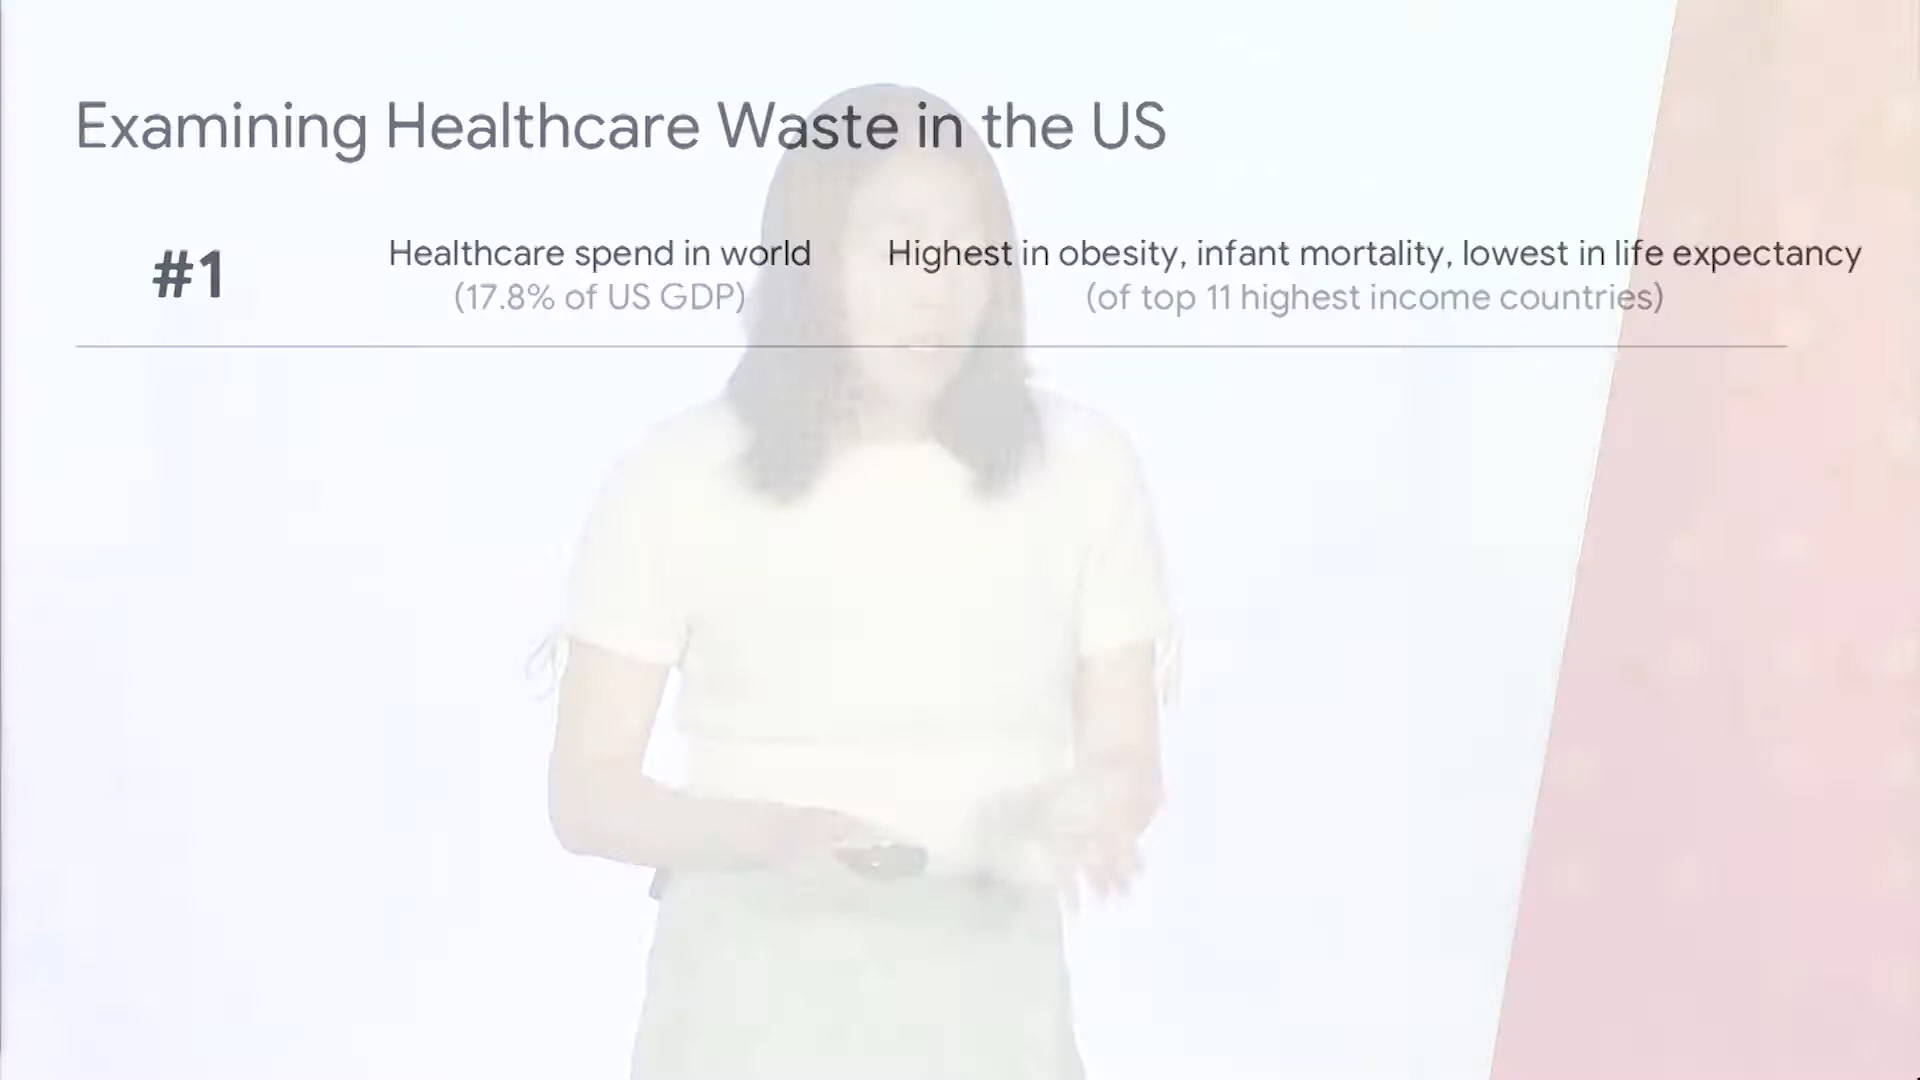 Examining Healthcare Waste in the US
#1
Healthcare spend in world
(17.8% of US GDP)
Highest in obesity, infant mortality, lowest in life expectancy
(of top 11 highest income countries)